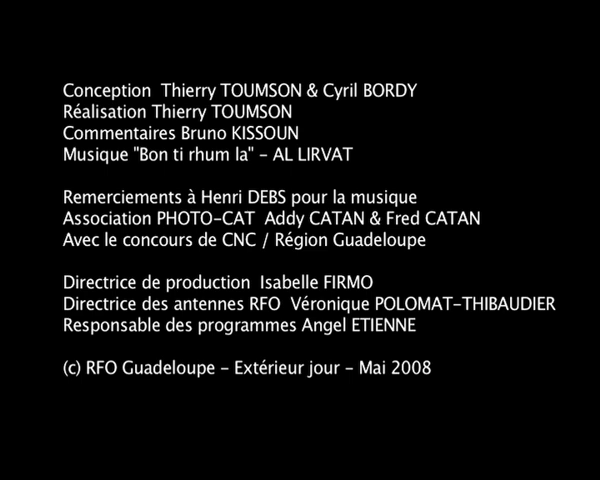 Conception  Thierry TOUMSON & Cyril BORDY
Réalisation Thierry TOUMSON
Commentaires Bruno KISSOUN
Musique "Bon ti rhum la" - AL LIRVAT
Remerciements à Henri DEBS pour la musique
Association PHOTO-CAT  Addy CATAN & Fred CATAN
Avec le concours de CNC / Région Guadeloupe
Directrice de production  Isabelle FIRMO
Directrice des antennes RFO  Véronique POLOMAT-THIBAUDIER
Responsable des programmes Angel ETIENNE
(c) RFO Guadeloupe - Extérieur jour - Mai 2008